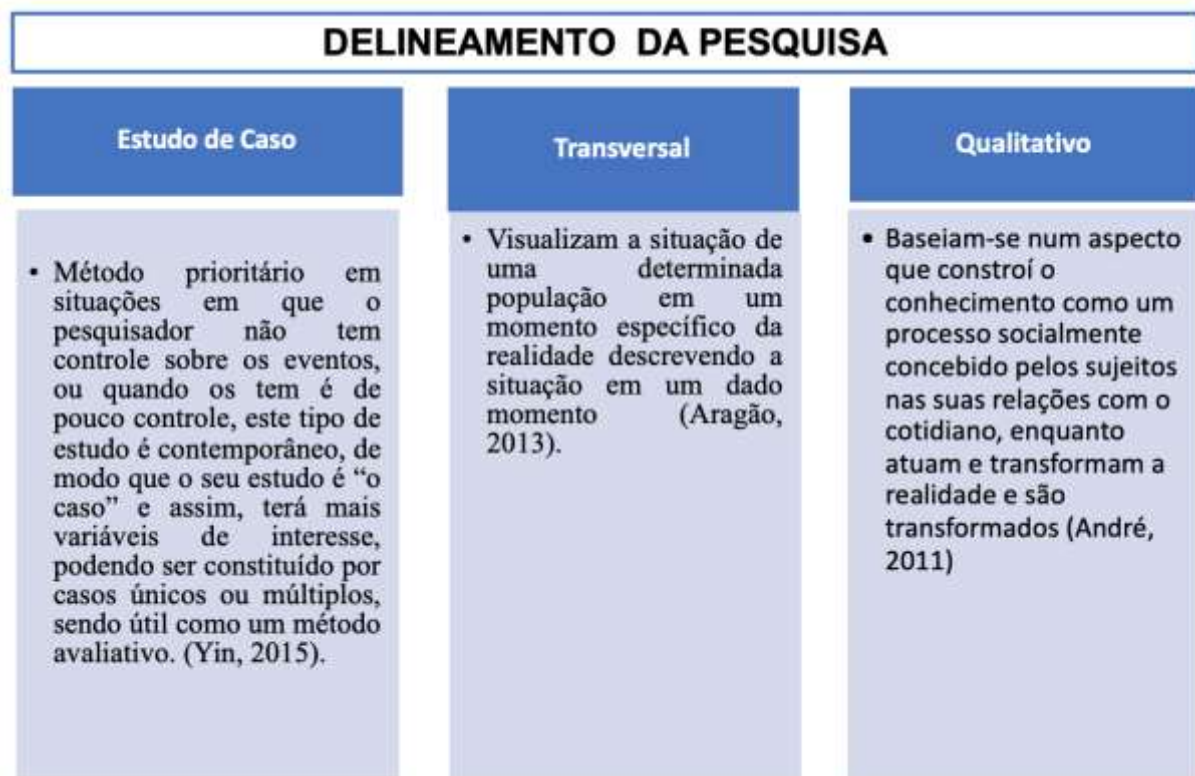 DELINEAMENTO DA PESQUISA
Estudo de Caso
• Método prioritário em
situações em que o
pesquisador não tem
controle sobre os eventos,
ou quando os tem é de
pouco controle, este tipo de
estudo é contemporâneo, de
modo que o seu estudo é “o
caso” e assim, terá mais
variáveis de interesse,
podendo ser constituído por
casos únicos ou múltiplos,
sendo útil como um método
avaliativo. (Yin, 2015).
Transversal
• Visualizam a situação de
uma determinada
população em um
momento específico da
realidade descrevendo a
situação em um dado
momento (Aragão,
2013).
Qualitativo
• Baseiam-se num aspecto
que constroí o
conhecimento como um
processo socialmente
concebido pelos sujeitos
nas suas relações com o
cotidiano, enquanto
atuam e transformam a
realidade e são
transformados (André,
2011)